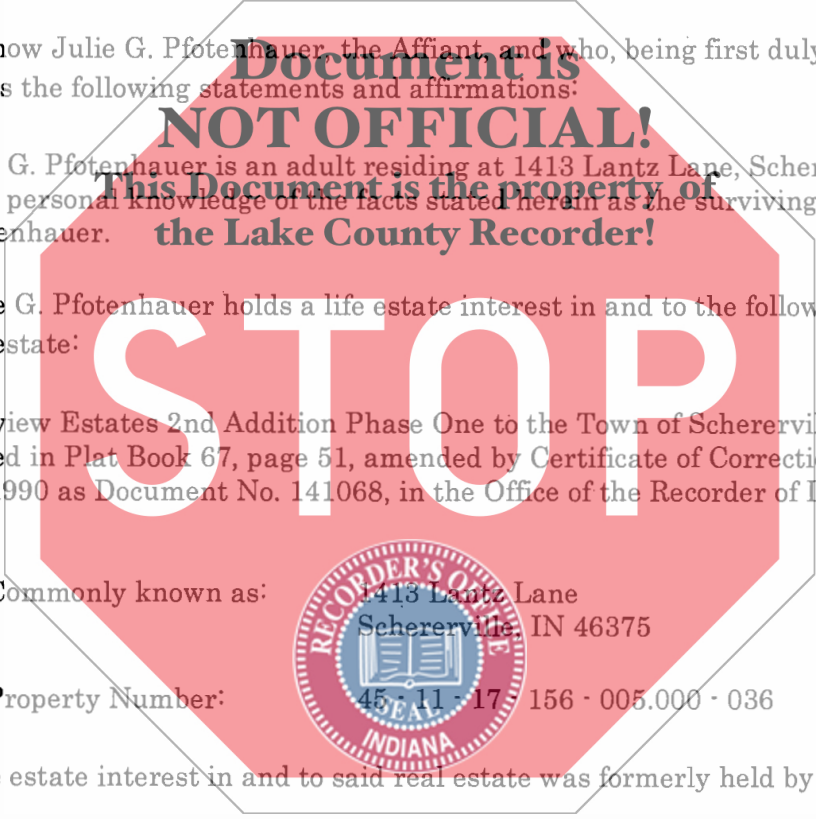 now Julie G. Pfotenhauer, the Affiant, and who, being first duly
Document is
s the following statements and affirmations:
NOT OFFICIAL!
G. Pfotenhauer is an adult residing at 1413 Lantz Lane, Scher
This Document is the property of
personal knowledge of the facts stated herein as the surviving
enhauer.
the Lake County Recorder!
e G. Pfotenhauer holds a life estate interest in and to the follow
estate:
STOP
view Estates 2nd Addition Phase One to the Town of Scherervil
ed in Plat Book 67, page 51, amended by Certificate of Correcti
990 as Document No. 141068, in the Office of the Recorder of L
RECORDER'S OFFICE
Commonly known as: 1413 Lantz Lane
Schererville, IN 46375
Property Number: 45 - 11 - 17 - 156 - 005.000 - 036
SEAL
INDIANA
estate interest in and to said real estate was formerly held by